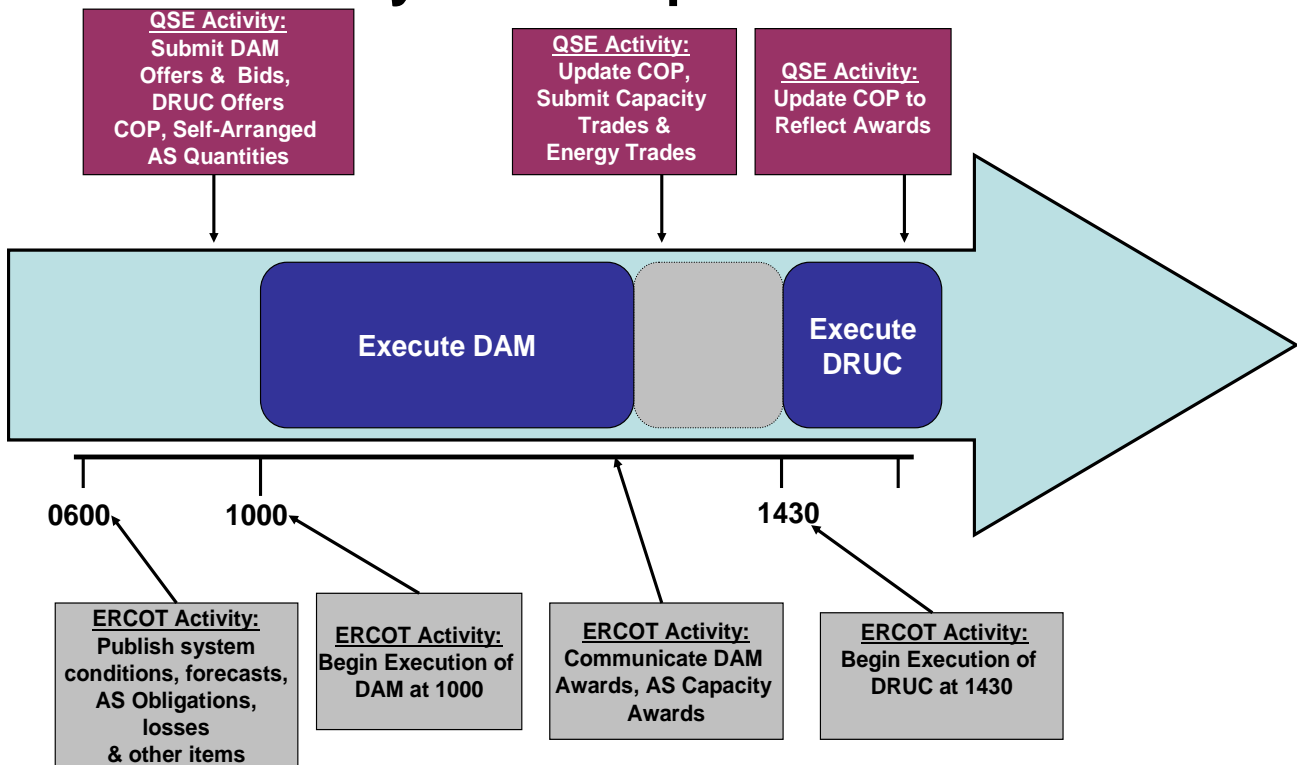 QSE Activity:
Submit DAM
Offers & Bids,
DRUC Offers
COP, Self-Arranged
AS Quantities
QSE Activity:
Update COP,
Submit Capacity
Trades &
Energy Trades
QSE Activity:
Update COP to
Reflect Awards
Execute DAM
Execute
DRUC
0600
1000
1430
ERCOT Activity:
Publish system
conditions, forecasts,
AS Obligations,
losses
& other items
ERCOT Activity:
Begin Execution of
DAM at 1000
ERCOT Activity:
Communicate DAM
Awards, AS Capacity
Awards
ERCOT Activity:
Begin Execution of
DRUC at 1430